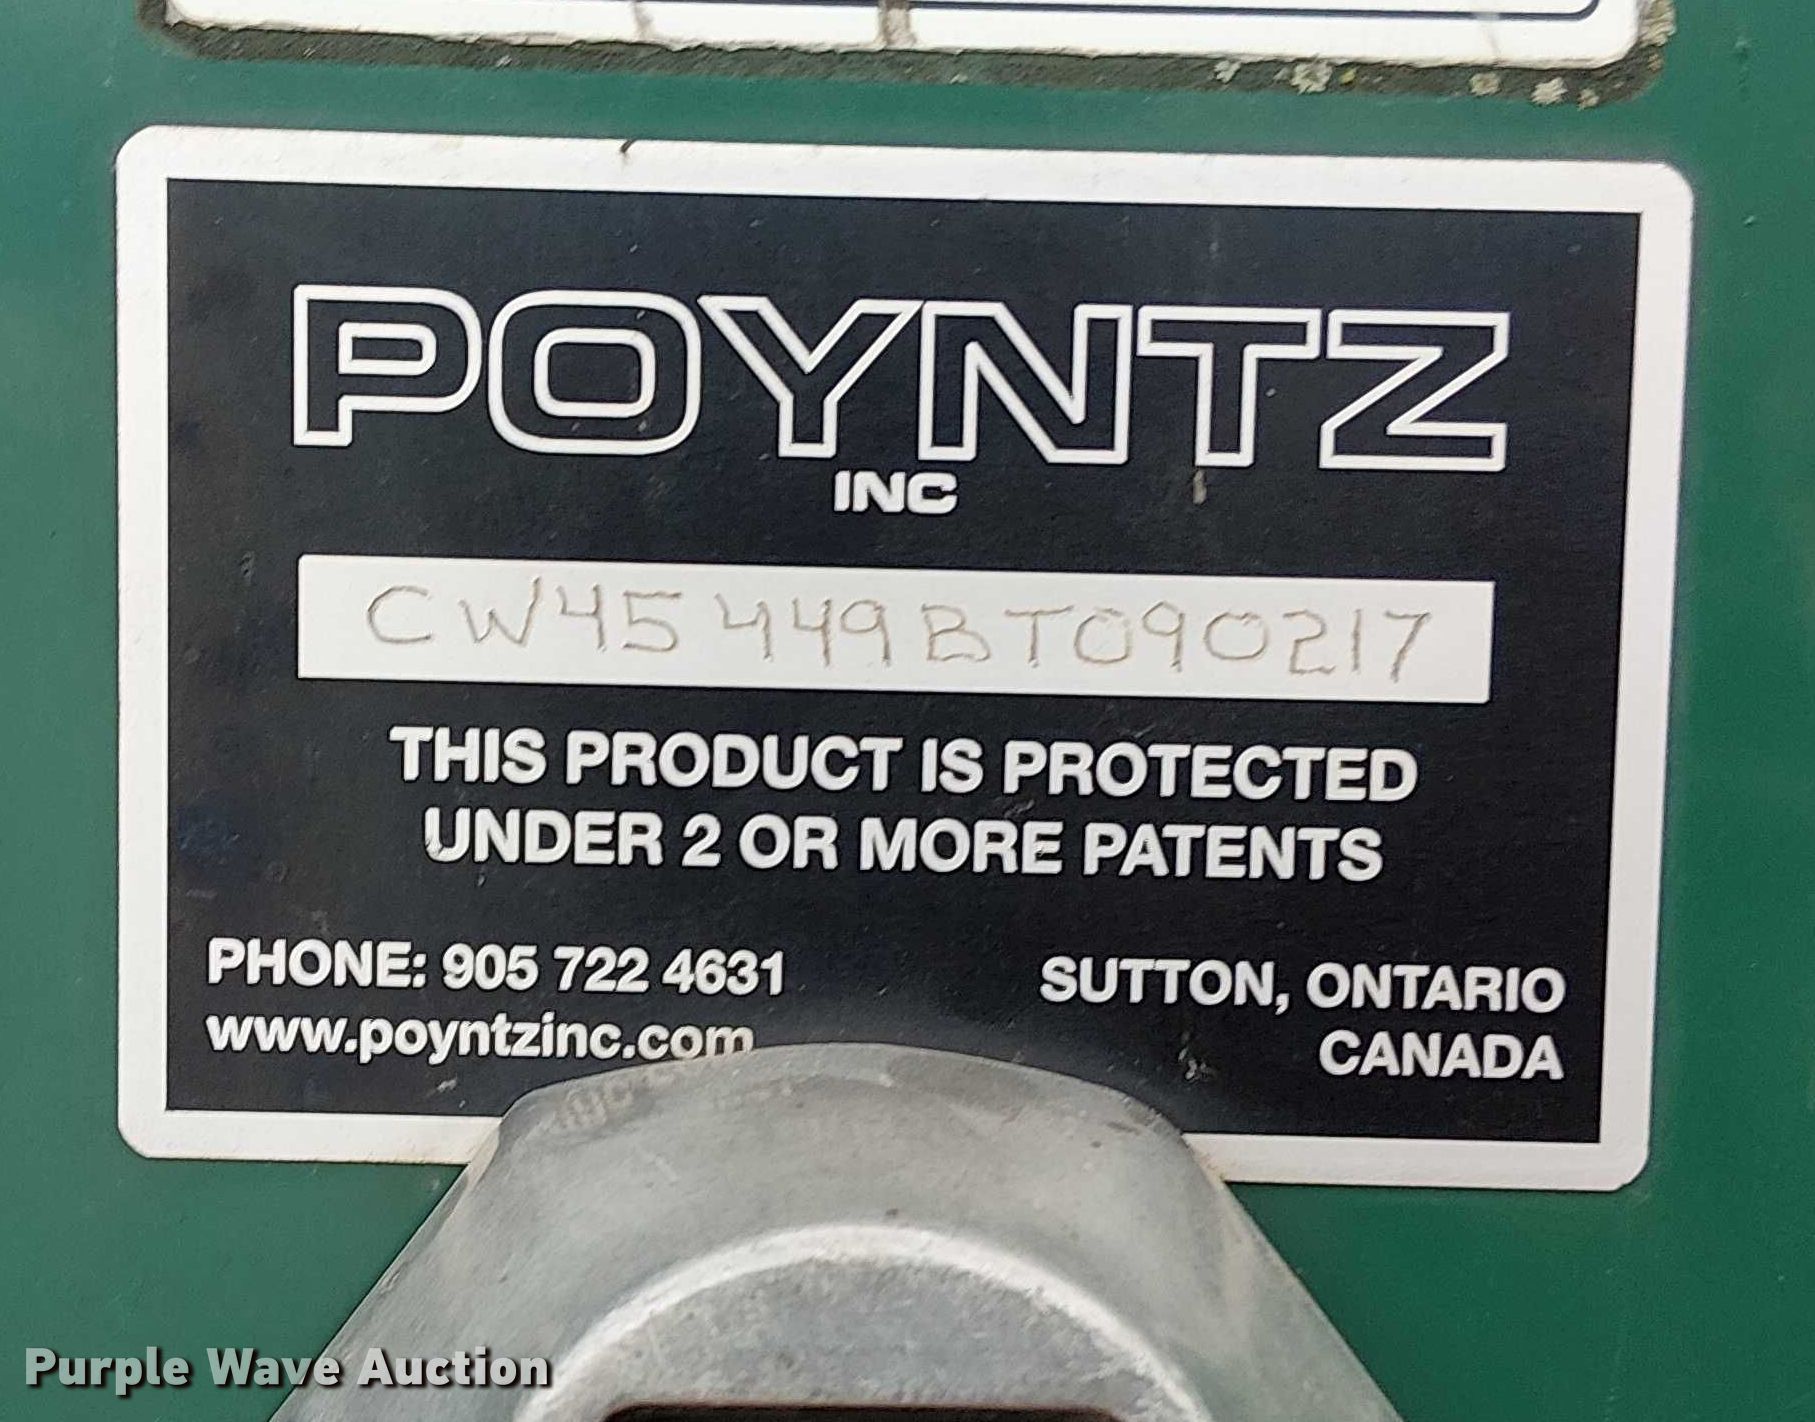 POYNTZ
INC
CW45449BT090217
THIS PRODUCT IS PROTECTED
UNDER 2 OR MORE PATENTS
PHONE: 905 722 4631
www.poyntzinc.com
SUTTON, ONTARIO
CANADA
Purple Wave Auction